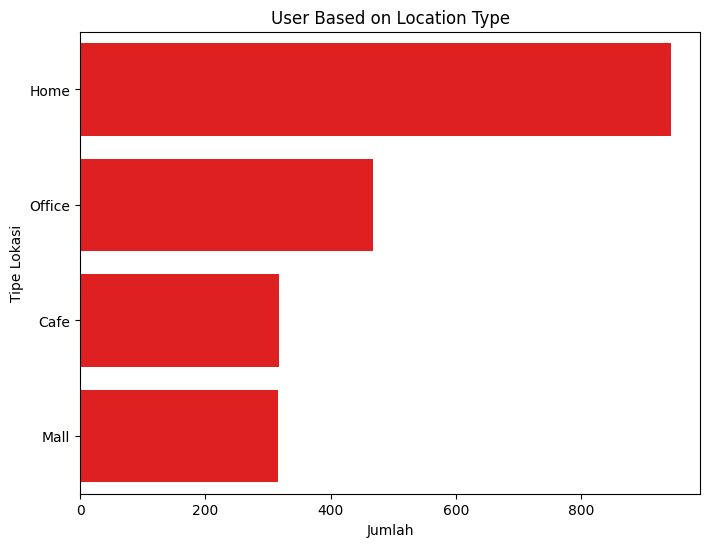 User Based on Location Type
Home
Office
Cafe
Mall
Tipe Lokasi
0 200 400 600 800
Jumlah